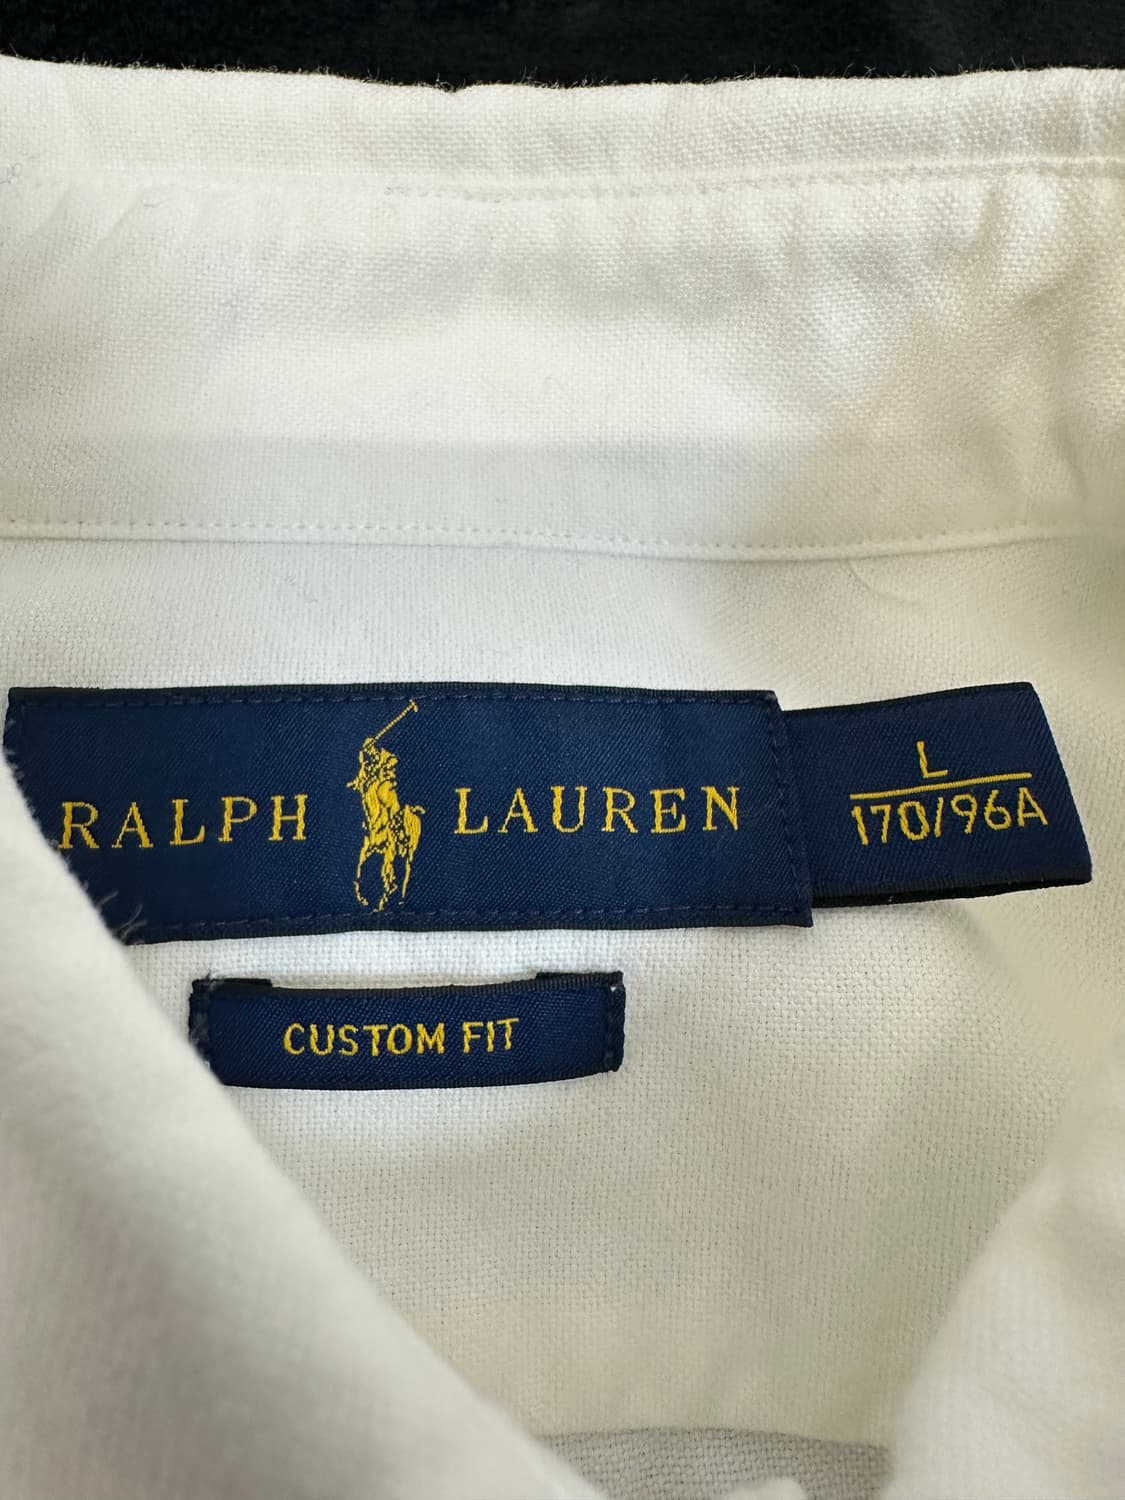 RALPH LAUREN
L
170/96A
CUSTOM FIT